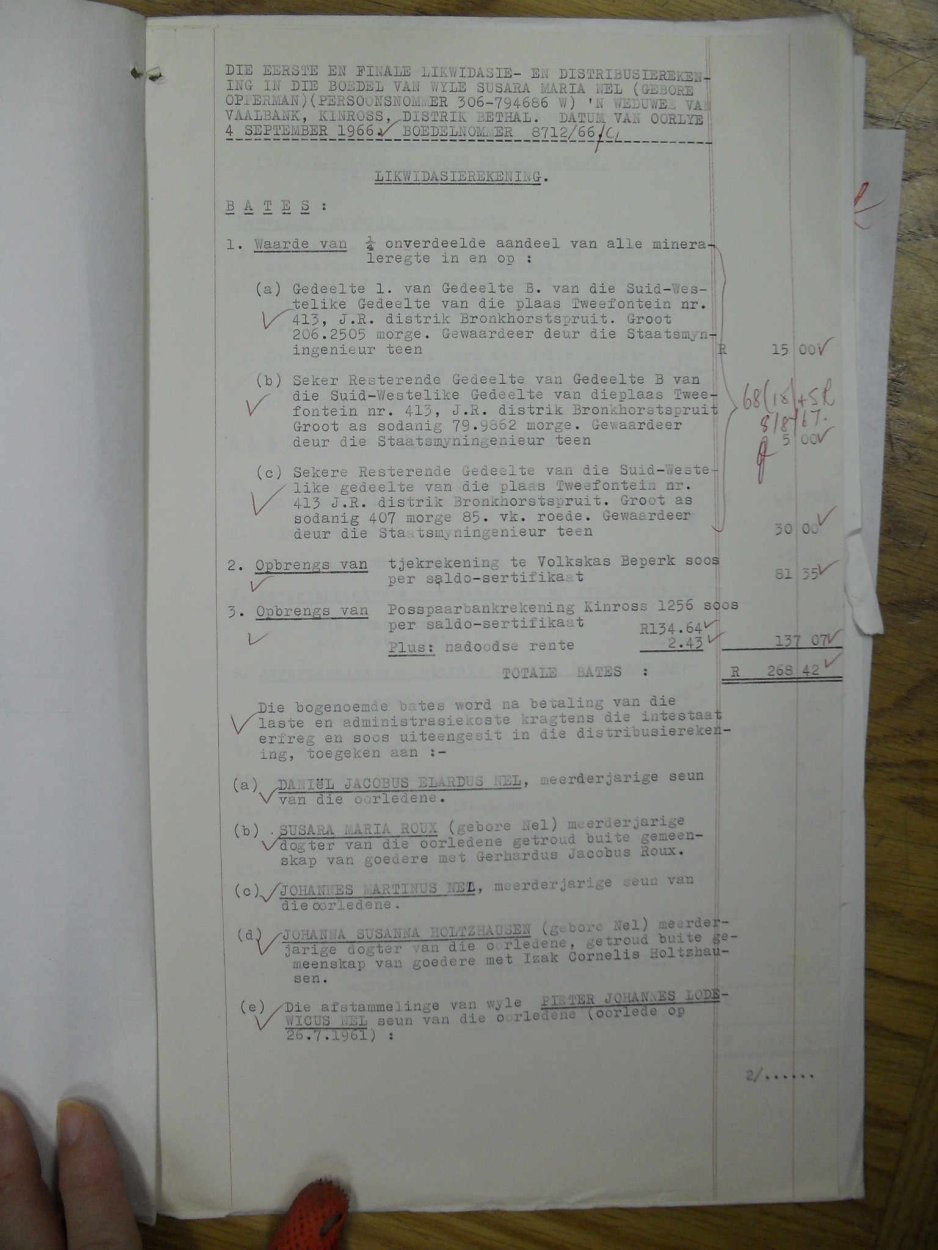 DIE EERSTE EN FINALE LIKWIDASIE- EN DISTRIBUSIEREKEN-
ING IN DIE BOEDEL VAN WYLE SUSARA MARIA NEL (GEBORE
OPPERMAN)(PERSOONSNOMMER 306-794686 W) 'N WEDUWEE VAN
VAALBANK, KINROSS, DISTRIK BETHAL. DATUM VAN OORLYE
4 SEPTEMBER 1966. BOEDELNOMMER 8712/66.
LIKWIDASIEREKENING.
B A T E S :
1. Waarde van ¼ onverdeelde aandeel van alle minera-
leregte in en op :
(a) Gedeelte 1. van Gedeelte B. van die Suid-Wes-
telike Gedeelte van die plaas Tweefontein nr.
413, J.R. distrik Bronkhorstspruit. Groot
206.2505 morge. Gewaardeer deur die Staatsmyn-
ingenieur teen R 15 00
(b) Seker Resterende Gedeelte van Gedeelte B van
die Suid-Westelike Gedeelte van dieplaas Twee-
fontein nr. 413, J.R. distrik Bronkhorstspruit
Groot as sodanig 79.9862 morge. Gewaardeer
deur die Staatsmyningenieur teen 5 00
68(18)+SR
8/8/67.
(c) Sekere Resterende Gedeelte van die Suid-Weste-
like gedeelte van die plaas Tweefontein nr.
413 J.R. distrik Bronkhorstspruit. Groot as
sodanig 407 morge 85. vk. roede. Gewaardeer
deur die Staatsmyningenieur teen 30 00
2. Opbrengs van tjekrekening te Volkskas Beperk soos
per saldo-sertifikaat 81 35
3. Opbrengs van Posspaarbankrekening Kinross 1256 soos
per saldo-sertifikaat R134.64
Plus: nadoodse rente 2.43 137 07
TOTALE BATES : R 268 42
Die bogenoemde bates word na betaling van die
laste en administrasiekoste kragtens die intestaat
erfreg en soos uiteengesit in die distribusiereken-
ing, toegeken aan :-
(a) DANIËL JACOBUS ELARDUS NEL, meerderjarige seun
van die oorledene.
(b) SUSARA MARIA ROUX (gebore Nel) meerderjarige
dogter van die oorledene getroud buite gemeen-
skap van goedere met Gerhardus Jacobus Roux.
(c) JOHANNES MARTINUS NEL, meerderjarige seun van
die oorledene.
(d) JOHANNA SUSANNA HOLTZHAUSEN (gebore Nel) meerder-
jarige dogter van die oorledene, getroud buite ge-
meenskap van goedere met Izak Cornelis Holtzhau-
sen.
(e) Die afstammelinge van wyle PIETER JOHANNES LODE-
WICUS NEL seun van die oorledene (oorlede op
26.7.1961) :
2/......